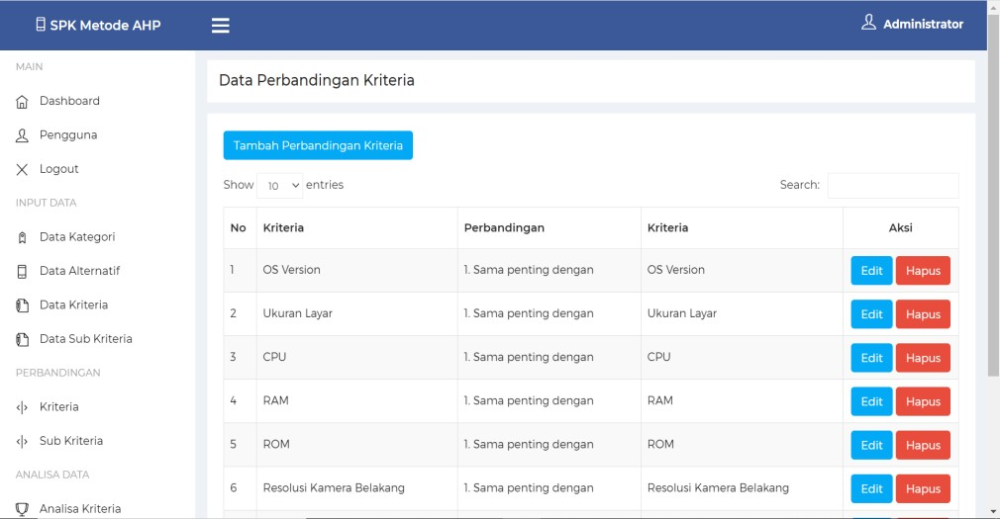 SPK Metode AHP
Administrator
MAIN
Dashboard
Pengguna
Logout
INPUT DATA
Data Kategori
Data Alternatif
Data Kriteria
Data Sub Kriteria
PERBANDINGAN
Kriteria
Sub Kriteria
ANALISA DATA
Analisa Kriteria
Data Perbandingan Kriteria
Tambah Perbandingan Kriteria
Show 10 entries Search:
No Kriteria Perbandingan Kriteria Aksi
1 OS Version 1. Sama penting dengan OS Version Edit Hapus
2 Ukuran Layar 1. Sama penting dengan Ukuran Layar Edit Hapus
3 CPU 1. Sama penting dengan CPU Edit Hapus
4 RAM 1. Sama penting dengan RAM Edit Hapus
5 ROM 1. Sama penting dengan ROM Edit Hapus
6 Resolusi Kamera Belakang 1. Sama penting dengan Resolusi Kamera Belakang Edit Hapus